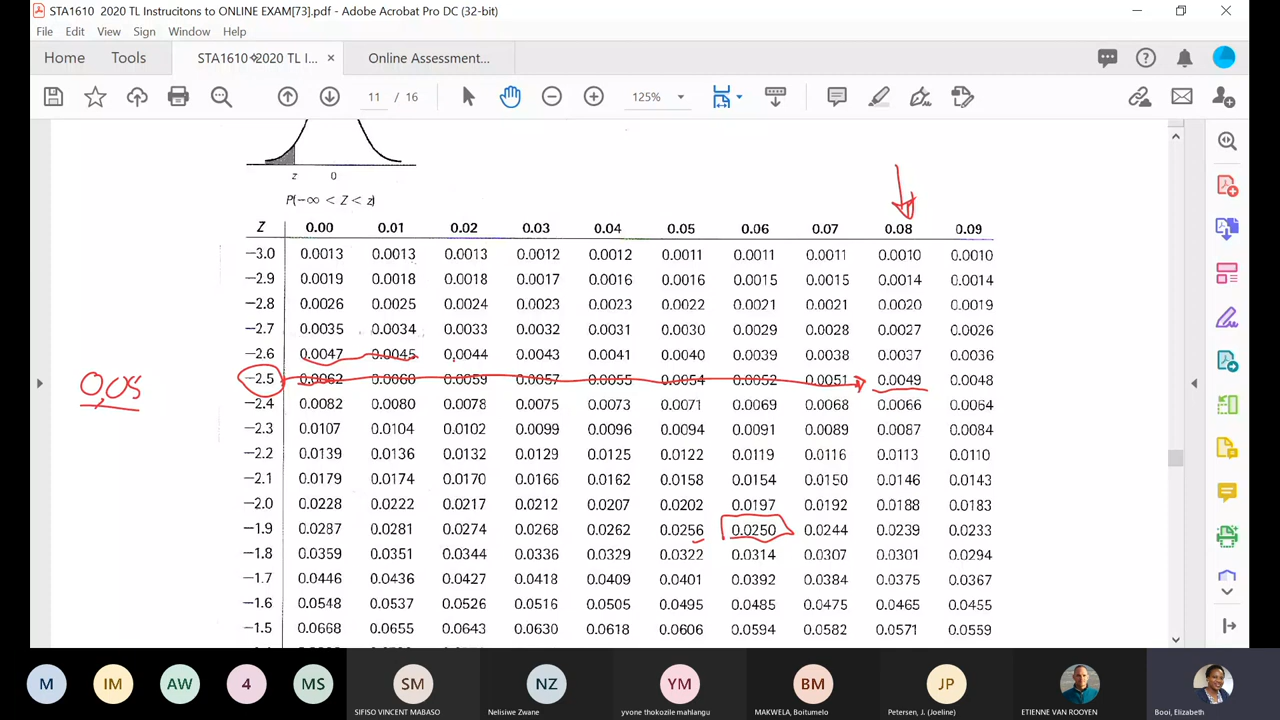 STA1610 2020 TL Instrucitons to ONLINE EXAM[73].pdf - Adobe Acrobat Pro DC (32-bit)
File Edit View Sign Window Help
Home Tools STA1610 2020 TL I... × Online Assessment...
11 / 16 125%
z 0
P(-∞ < Z < z)
Z 0.00 0.01 0.02 0.03 0.04 0.05 0.06 0.07 0.08 0.09
−3.0 0.0013 0.0013 0.0013 0.0012 0.0012 0.0011 0.0011 0.0011 0.0010 0.0010
−2.9 0.0019 0.0018 0.0018 0.0017 0.0016 0.0016 0.0015 0.0015 0.0014 0.0014
−2.8 0.0026 0.0025 0.0024 0.0023 0.0023 0.0022 0.0021 0.0021 0.0020 0.0019
−2.7 0.0035 0.0034 0.0033 0.0032 0.0031 0.0030 0.0029 0.0028 0.0027 0.0026
−2.6 0.0047 0.0045 0.0044 0.0043 0.0041 0.0040 0.0039 0.0038 0.0037 0.0036
−2.5 0.0062 0.0060 0.0059 0.0057 0.0055 0.0054 0.0052 0.0051 0.0049 0.0048
0,05
−2.4 0.0082 0.0080 0.0078 0.0075 0.0073 0.0071 0.0069 0.0068 0.0066 0.0064
−2.3 0.0107 0.0104 0.0102 0.0099 0.0096 0.0094 0.0091 0.0089 0.0087 0.0084
−2.2 0.0139 0.0136 0.0132 0.0129 0.0125 0.0122 0.0119 0.0116 0.0113 0.0110
−2.1 0.0179 0.0174 0.0170 0.0166 0.0162 0.0158 0.0154 0.0150 0.0146 0.0143
−2.0 0.0228 0.0222 0.0217 0.0212 0.0207 0.0202 0.0197 0.0192 0.0188 0.0183
−1.9 0.0287 0.0281 0.0274 0.0268 0.0262 0.0256 0.0250 0.0244 0.0239 0.0233
−1.8 0.0359 0.0351 0.0344 0.0336 0.0329 0.0322 0.0314 0.0307 0.0301 0.0294
−1.7 0.0446 0.0436 0.0427 0.0418 0.0409 0.0401 0.0392 0.0384 0.0375 0.0367
−1.6 0.0548 0.0537 0.0526 0.0516 0.0505 0.0495 0.0485 0.0475 0.0465 0.0455
−1.5 0.0668 0.0655 0.0643 0.0630 0.0618 0.0606 0.0594 0.0582 0.0571 0.0559
M IM AW 4 MS SM NZ YM BM JP
SIFISO VINCENT MABASO Nelisiwe Zwane yvone thokozile mahlangu MAKWELA, Boitumelo Petersen, J. (Joeline) ETIENNE VAN ROOYEN Booi, Elizabeth